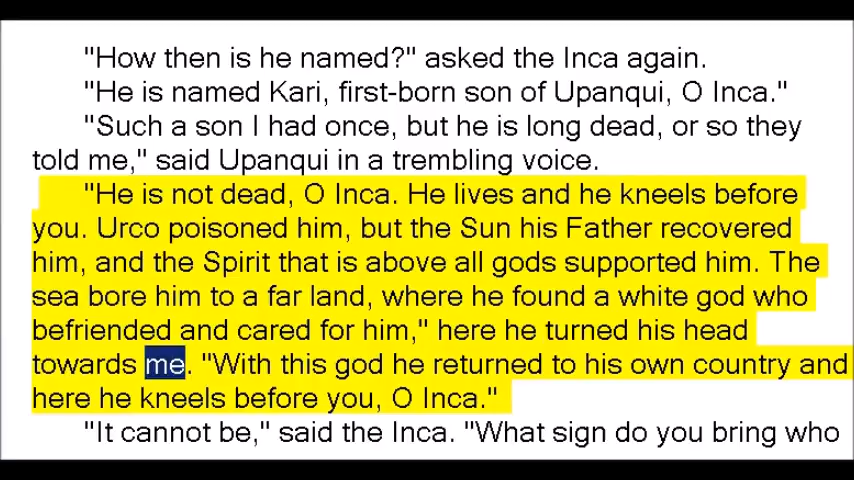 "How then is he named?" asked the Inca again.
"He is named Kari, first-born son of Upanqui, O Inca."
"Such a son I had once, but he is long dead, or so they
told me," said Upanqui in a trembling voice.
"He is not dead, O Inca. He lives and he kneels before
you. Urco poisoned him, but the Sun his Father recovered
him, and the Spirit that is above all gods supported him. The
sea bore him to a far land, where he found a white god who
befriended and cared for him," here he turned his head
towards me. "With this god he returned to his own country and
here he kneels before you, O Inca."
"It cannot be," said the Inca. "What sign do you bring who